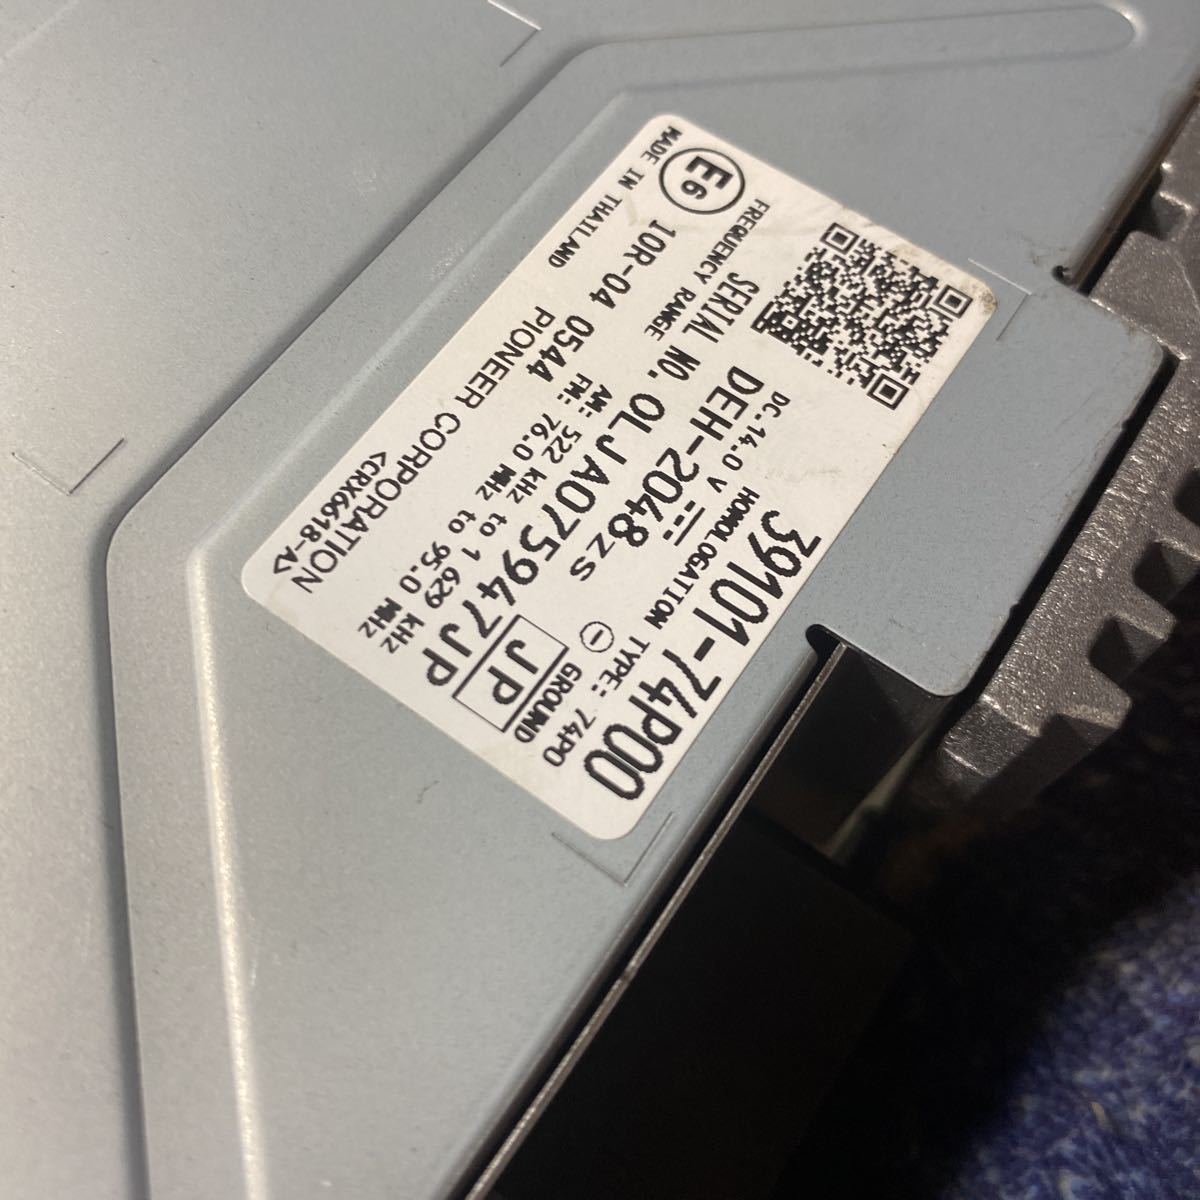 39101-74P00
DC.14.0 V HOMOLOGATION TYPE: 74P0
DEH-2048ZS GROUND
SERIAL NO. OLJA075947JP JP
FREQUENCY RANGE AM: 522 kHz to 1 629 kHz
FM: 76.0 MHz to 95.0 MHz
E6 10R-04 0544 PIONEER CORPORATION
MADE IN THAILAND <CRX6618-A>